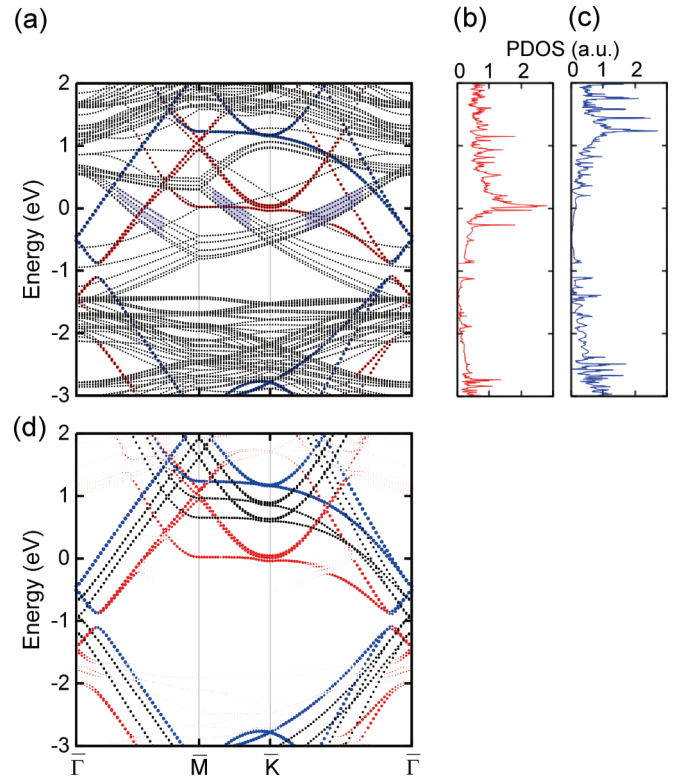 (a)
(b)
(c)
PDOS (a.u.)
0 1 2
0 1 2
2
1
0
-1
-2
-3
Energy (eV)
(d)
2
1
0
-1
-2
-3
Energy (eV)
Γ̅ M̅ K̅ Γ̅